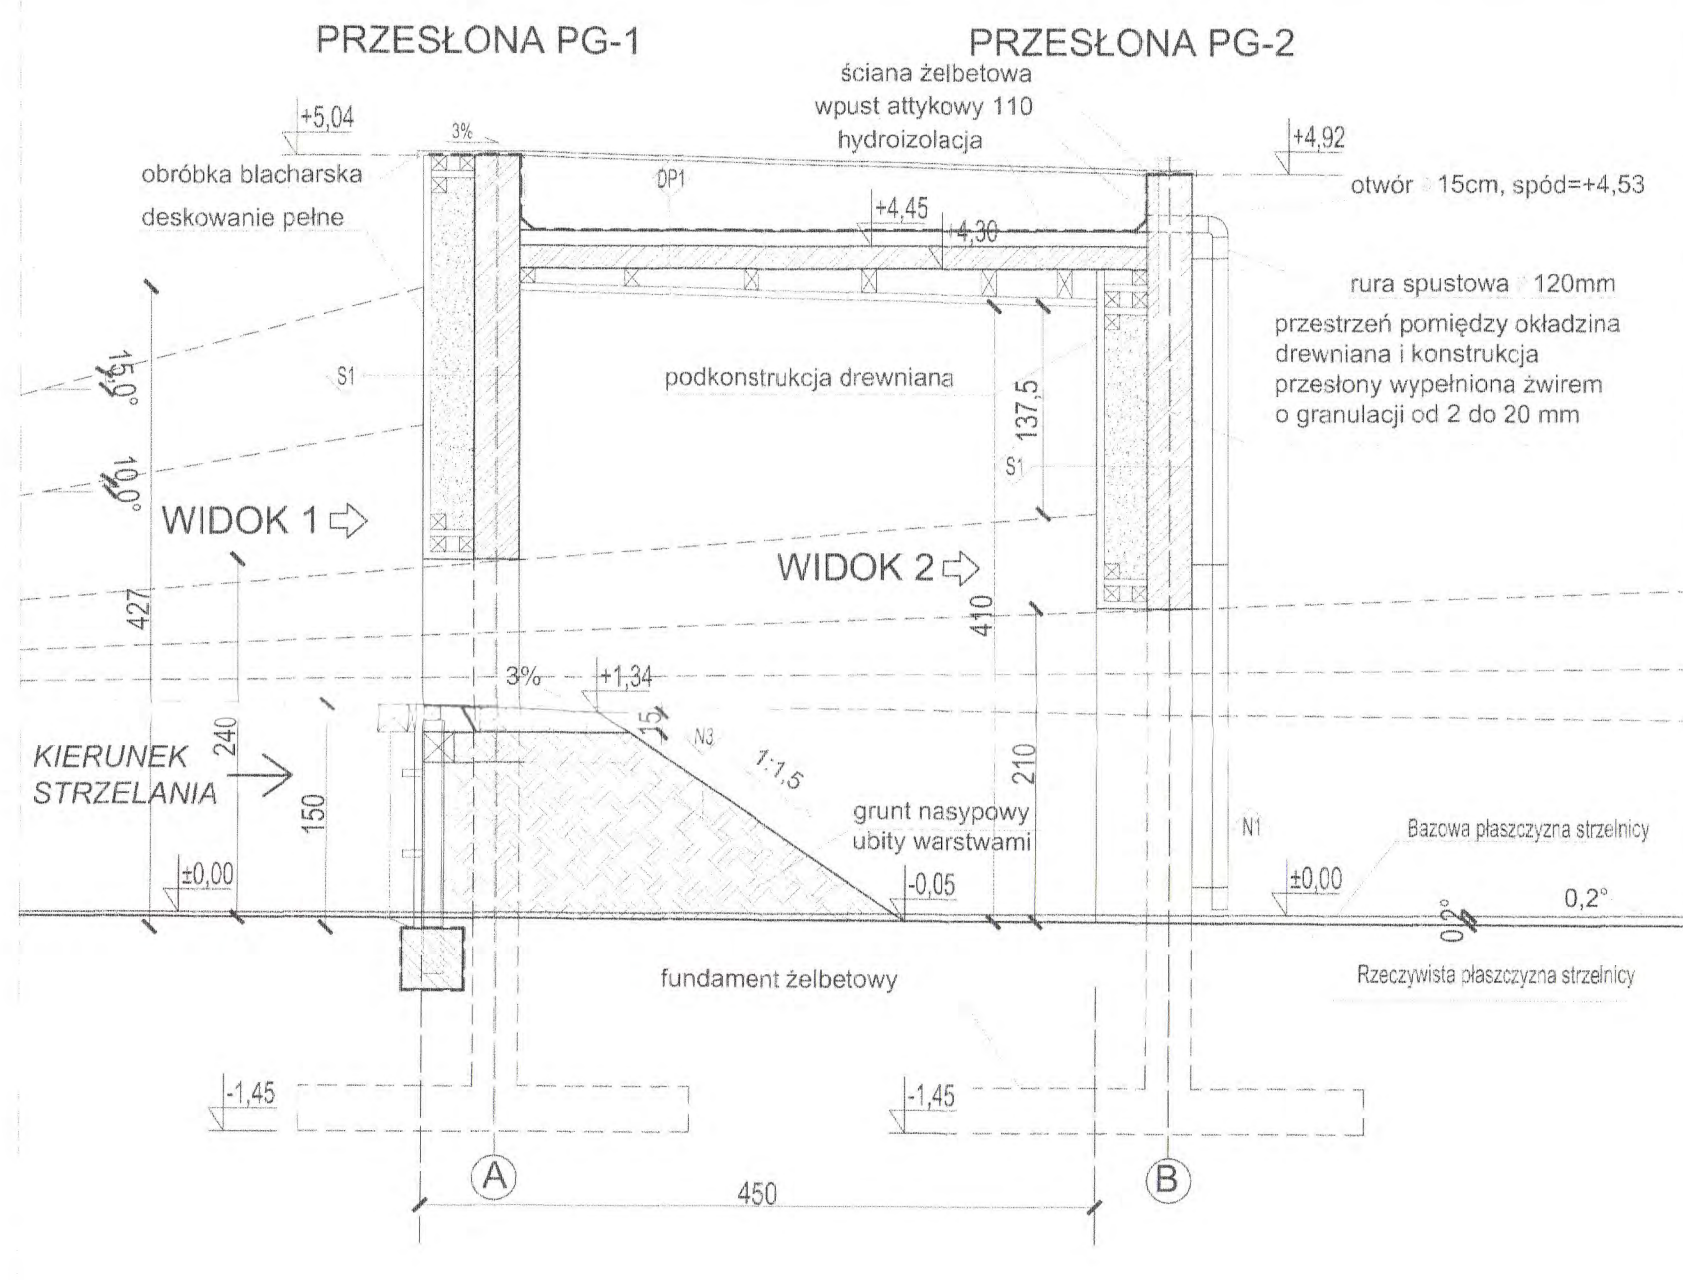 PRZESŁONA PG-1
PRZESŁONA PG-2
ściana żelbetowa
wpust attykowy 110
hydroizolacja
+5,04
3%
+4,92
obróbka blacharska
deskowanie pełne
DP1
otwór 15cm, spód=+4,53
+4,45
+4,30
rura spustowa 120mm
przestrzeń pomiędzy okładzina
drewniana i konstrukcja
przesłony wypełniona żwirem
o granulacji od 2 do 20 mm
15,0°
S1
podkonstrukcja drewniana
137,5
S1
10,0°
WIDOK 1
WIDOK 2
427
410
3%
+1,34
15
N3
1:1,5
240
210
KIERUNEK
STRZELANIA
150
grunt nasypowy
ubity warstwami
N1
Bazowa płaszczyzna strzelnicy
±0,00
-0,05
±0,00
0,2°
0,2°
fundament żelbetowy
Rzeczywista płaszczyzna strzelnicy
-1,45
-1,45
A
B
450